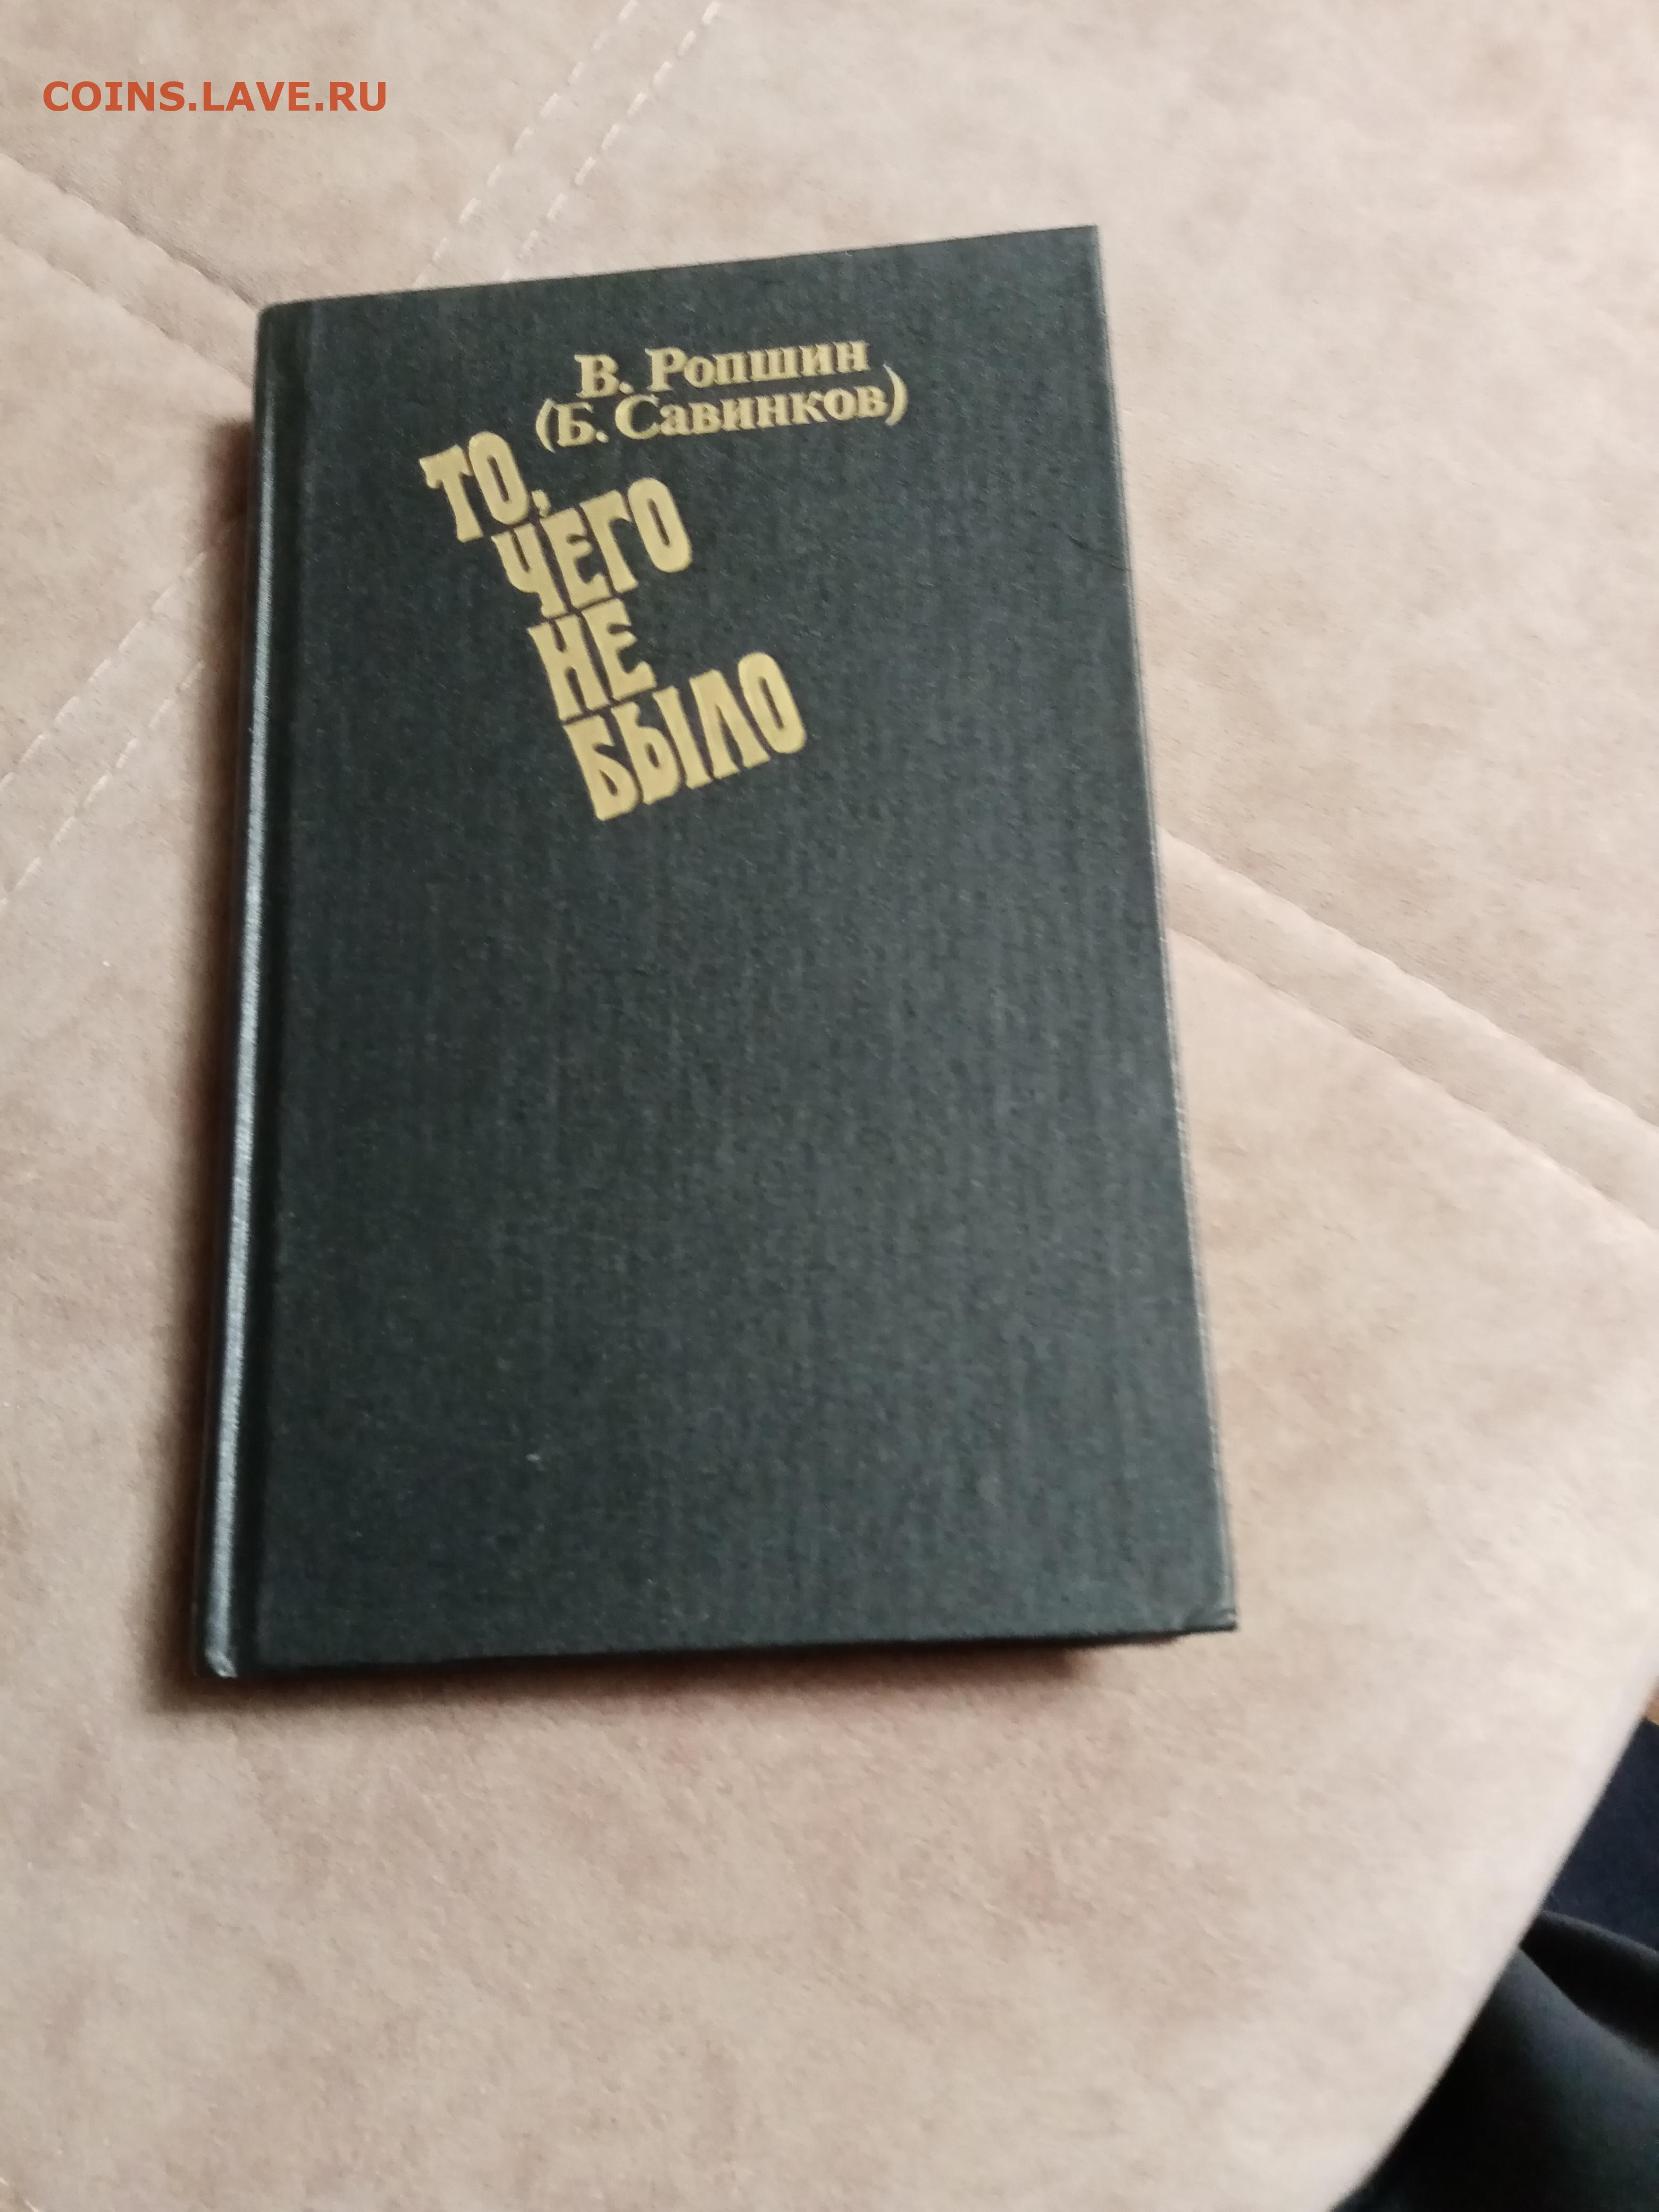 COINS.LAVE.RU
В. Ропшин
(Б. Савинков)
ТО,
ЧЕГО
НЕ
БЫЛО